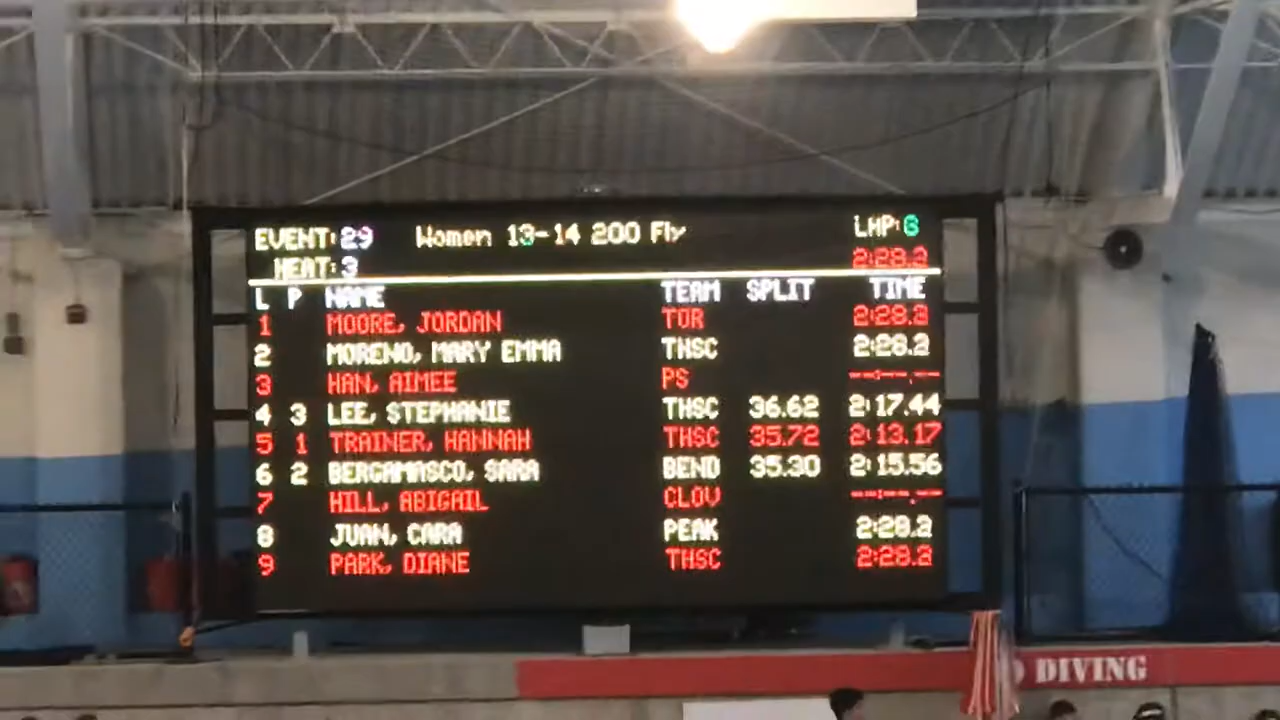 EVENT:29 Women 13-14 200 Fly LHP:6
HEAT:3 2:28.2
L P NAME TEAM SPLIT TIME
1 MOORE, JORDAN TOR 2:28.2
2 MORENO, MARY EMMA THSC 2:28.2
3 HAN, AIMEE PS --:--.--
4 3 LEE, STEPHANIE THSC 36.62 2:17.44
5 1 TRAINER, HANNAH THSC 35.72 2:13.17
6 2 BERGAMASCO, SARA BEND 35.30 2:15.56
7 HILL, ABIGAIL CLOV --:--.--
8 JUAN, CARA PEAK 2:28.2
9 PARK, DIANE THSC 2:28.2
DIVING